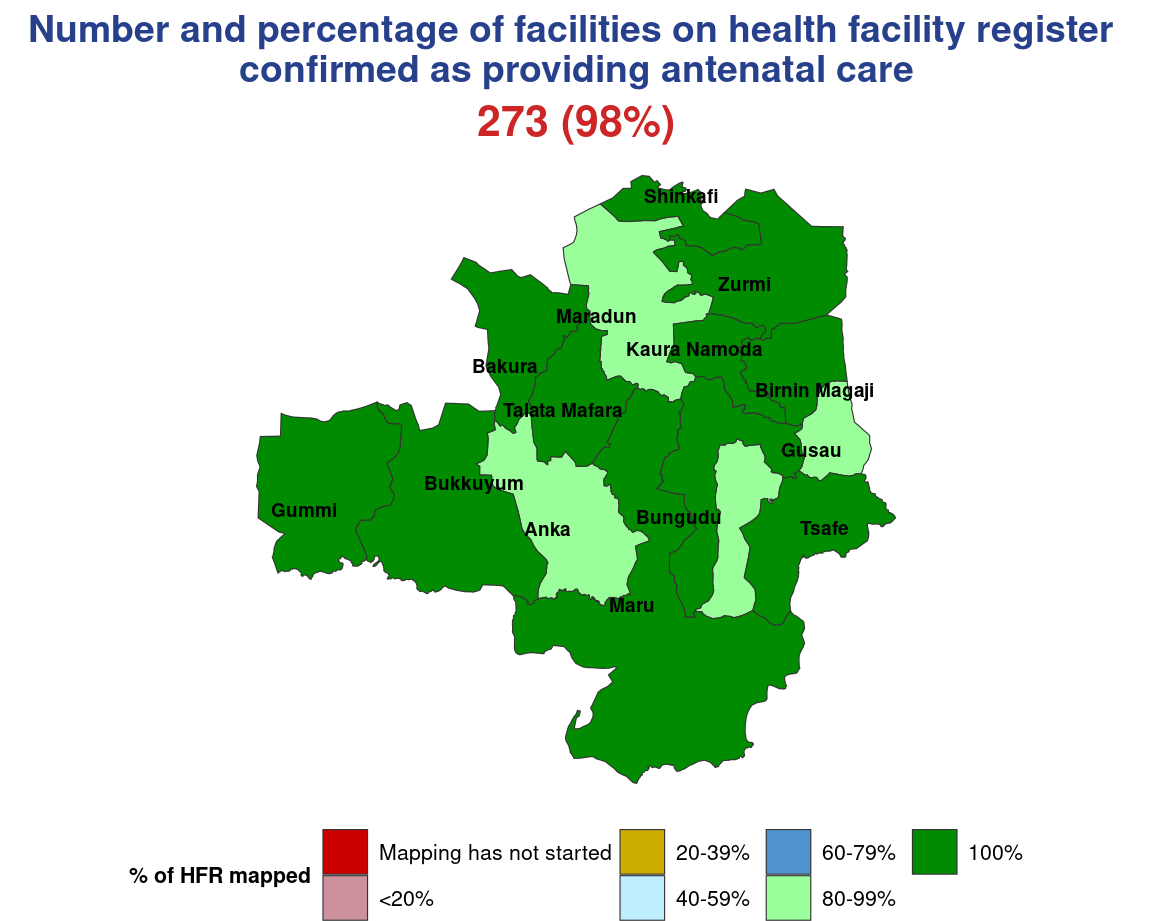 Number and percentage of facilities on health facility register
confirmed as providing antenatal care
273 (98%)
Shinkafi
Zurmi
Maradun
Kaura Namoda
Bakura
Birnin Magaji
Talata Mafara
Gusau
Bukkuyum
Gummi
Bungudu
Anka
Tsafe
Maru
% of HFR mapped
Mapping has not started
<20%
20-39%
40-59%
60-79%
80-99%
100%